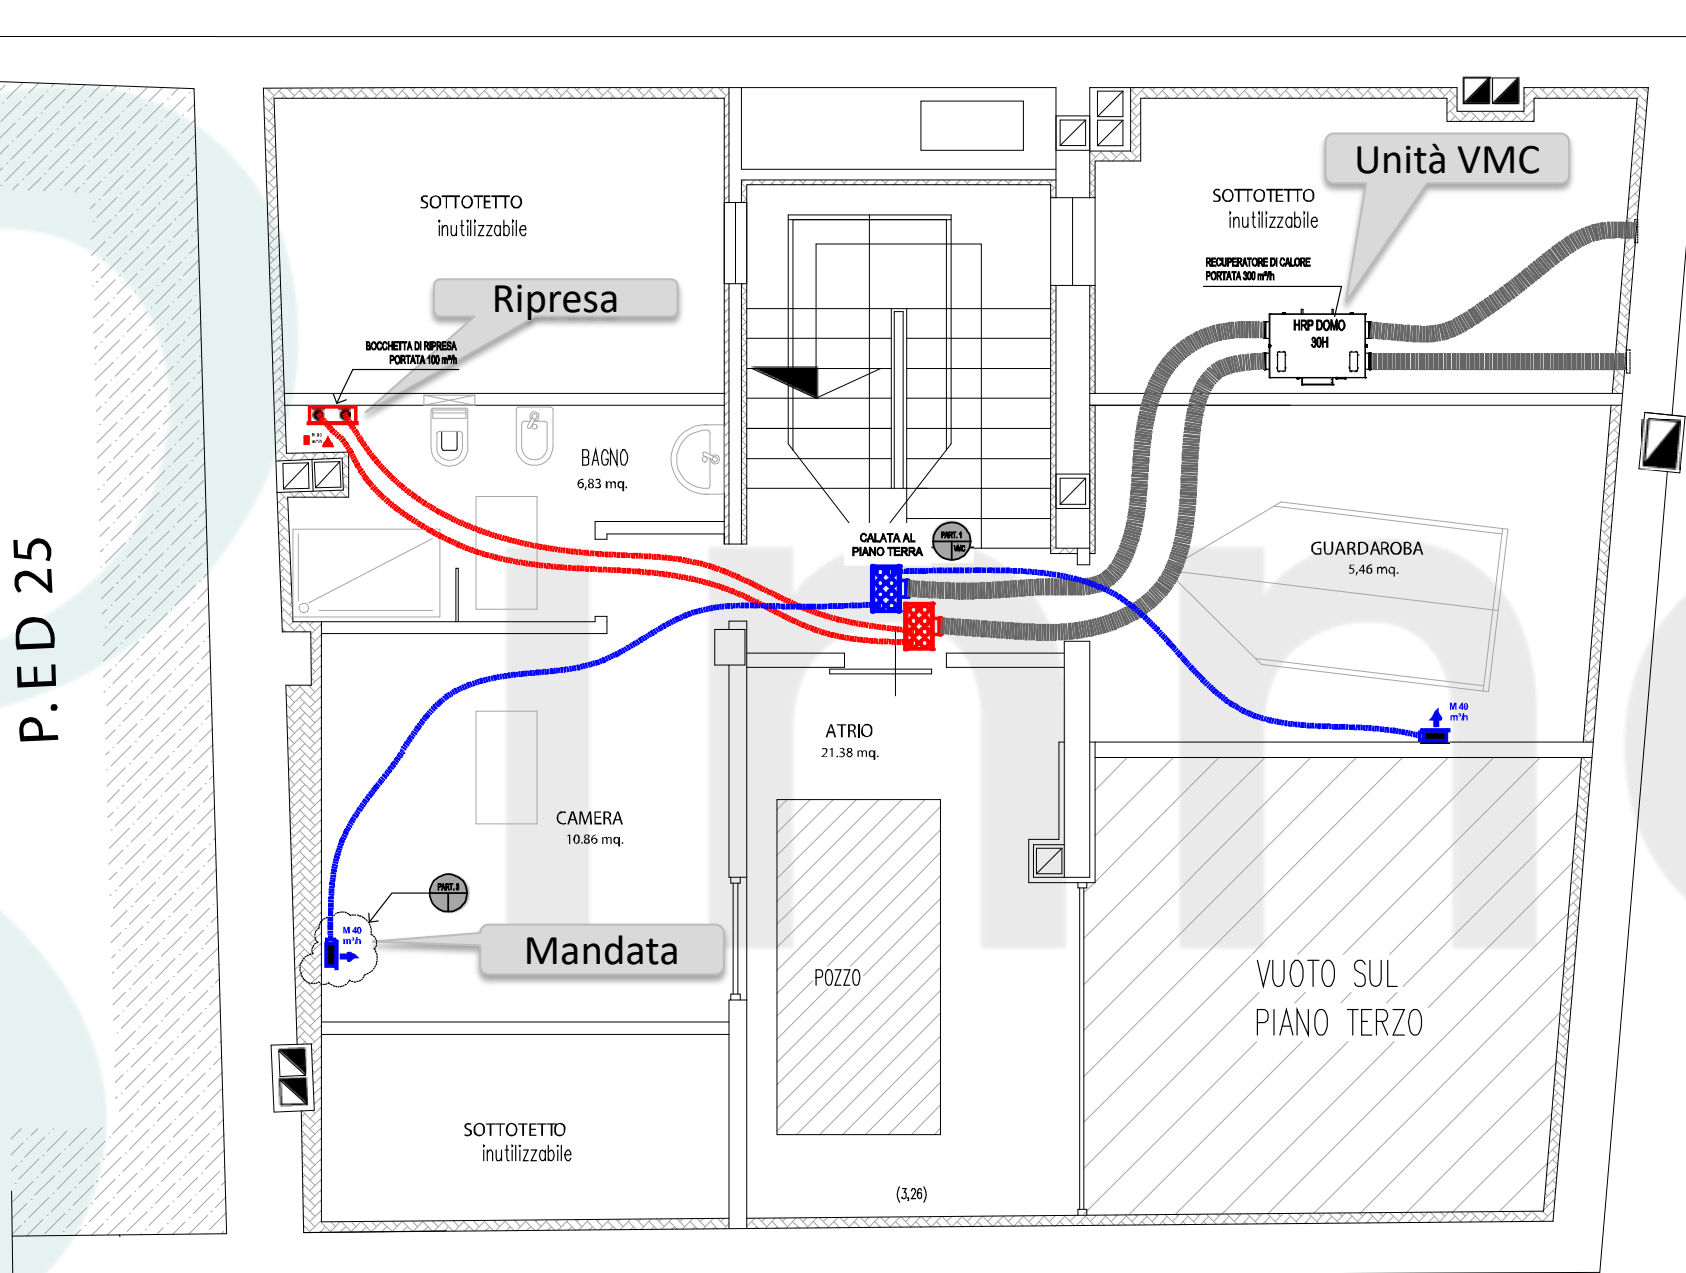 Unità VMC
SOTTOTETTO
inutilizzabile
SOTTOTETTO
inutilizzabile
RECUPERATORE DI CALORE
PORTATA 300 m³/h
Ripresa
HRP DOMO
30H
BOCCHETTA DI RIPRESA
PORTATA 100 m³/h
BAGNO
6,83 mq.
CALATA AL
PIANO TERRA
PART. 1
VMC
GUARDAROBA
5,46 mq.
P.ED 25
M 40
m³/h
ATRIO
21.38 mq.
CAMERA
10.86 mq.
PART. 3
M 40
m³/h
Mandata
POZZO
VUOTO SUL
PIANO TERZO
SOTTOTETTO
inutilizzabile
(3,26)